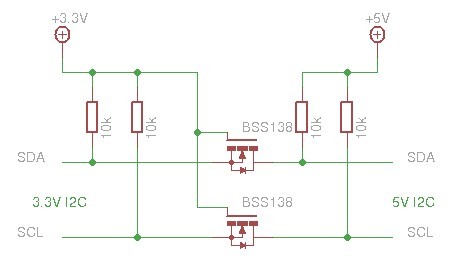 +3.3V
+5V
10k
10k
BSS138
10k
10k
SDA
SDA
3.3V I2C
BSS138
5V I2C
SCL
SCL